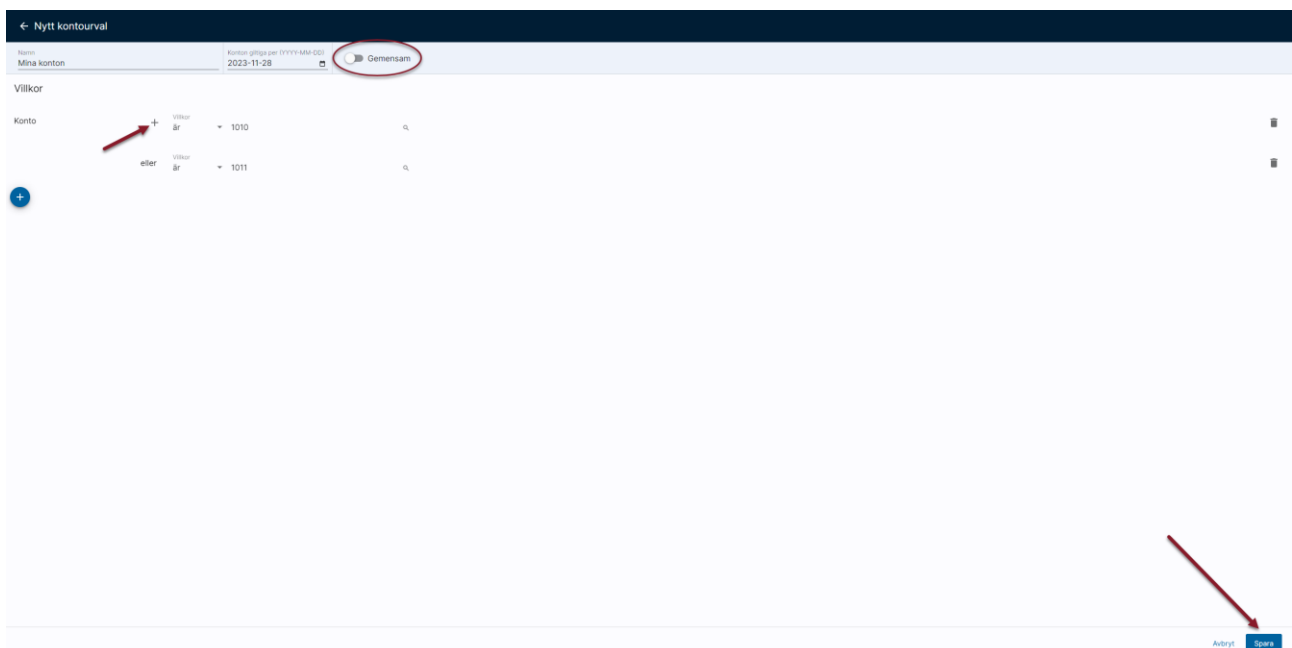 Nytt kontourval
Namn
Mina konton
Konton giltiga per (YYYY-MM-DD)
2023-11-28
Gemensam
Villkor
Konto
Villkor
är
1010
eller
Villkor
är
1011
Avbryt
Spara